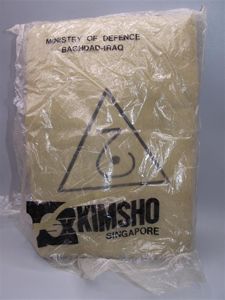 MINISTRY OF DEFENCE
BAGHDAD-IRAQ
ج
KIMSHO
SINGAPORE